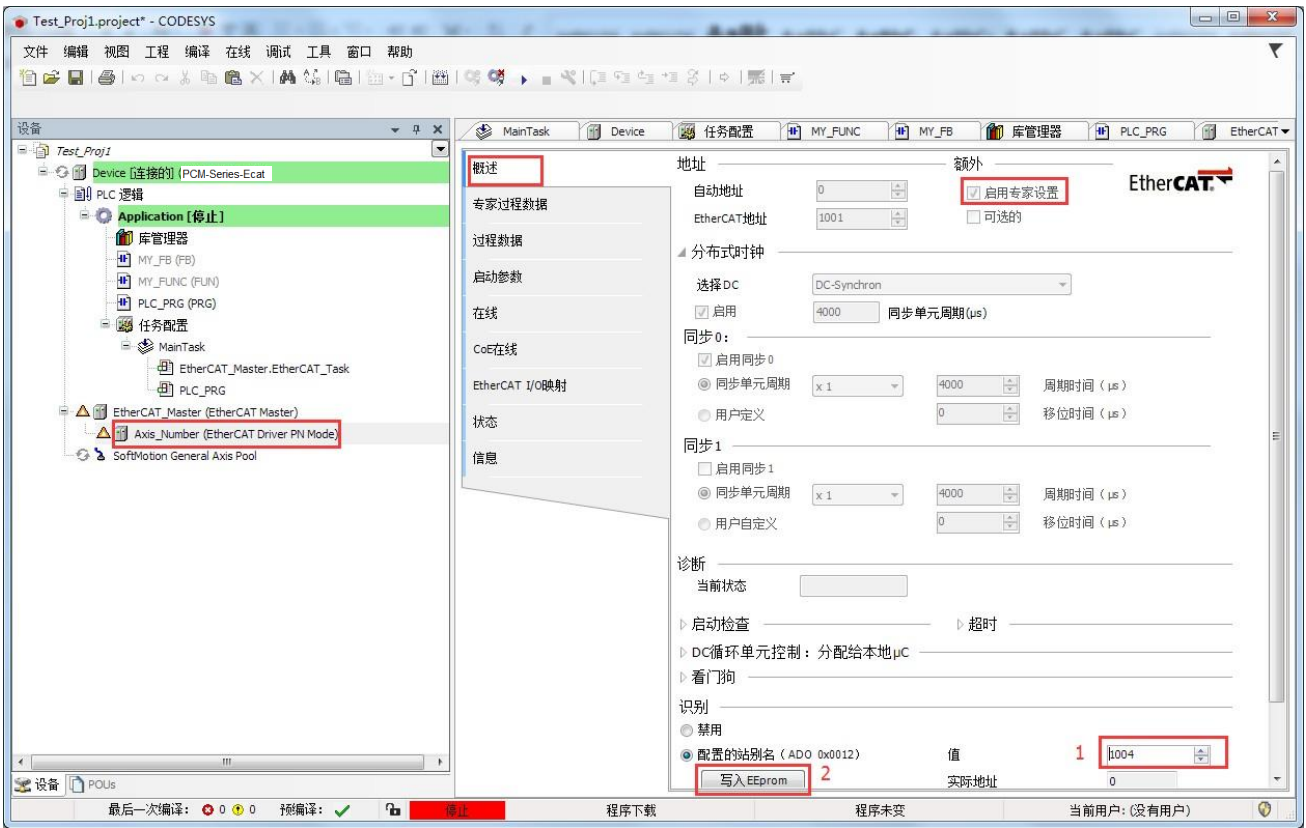 Test_Proj1.project* - CODESYS
文件 编辑 视图 工程 编译 在线 调试 工具 窗口 帮助
设备
Test_Proj1
Device [连接的] (PCM-Series-Ecat
PLC 逻辑
Application [停止]
库管理器
MY_FB (FB)
MY_FUNC (FUN)
PLC_PRG (PRG)
任务配置
MainTask
EtherCAT_Master.EtherCAT_Task
PLC_PRG
EtherCAT_Master (EtherCAT Master)
Axis_Number (EtherCAT Driver PN Mode)
SoftMotion General Axis Pool
设备 POUs
MainTask Device 任务配置 MY_FUNC MY_FB 库管理器 PLC_PRG EtherCAT
概述
专家过程数据
过程数据
启动参数
在线
CoE在线
EtherCAT I/O映射
状态
信息
地址 额外
自动地址 0 启用专家设置
EtherCAT地址 1001 可选的
EtherCAT
分布式时钟
选择DC DC-Synchron
启用 4000 同步单元周期(μs)
同步0:
启用同步0
同步单元周期 x 1 4000 周期时间(μs)
用户定义 0 移位时间(μs)
同步1
启用同步1
同步单元周期 x 1 4000 周期时间(μs)
用户自定义 0 移位时间(μs)
诊断
当前状态
启动检查 超时
DC循环单元控制:分配给本地μC
看门狗
识别
禁用
配置的站别名(ADO 0x0012) 值 1 1004
写入EEprom 2 实际地址 0
最后一次编译: 0 0 预编译: 停止 程序下载 程序未变 当前用户:(没有用户)